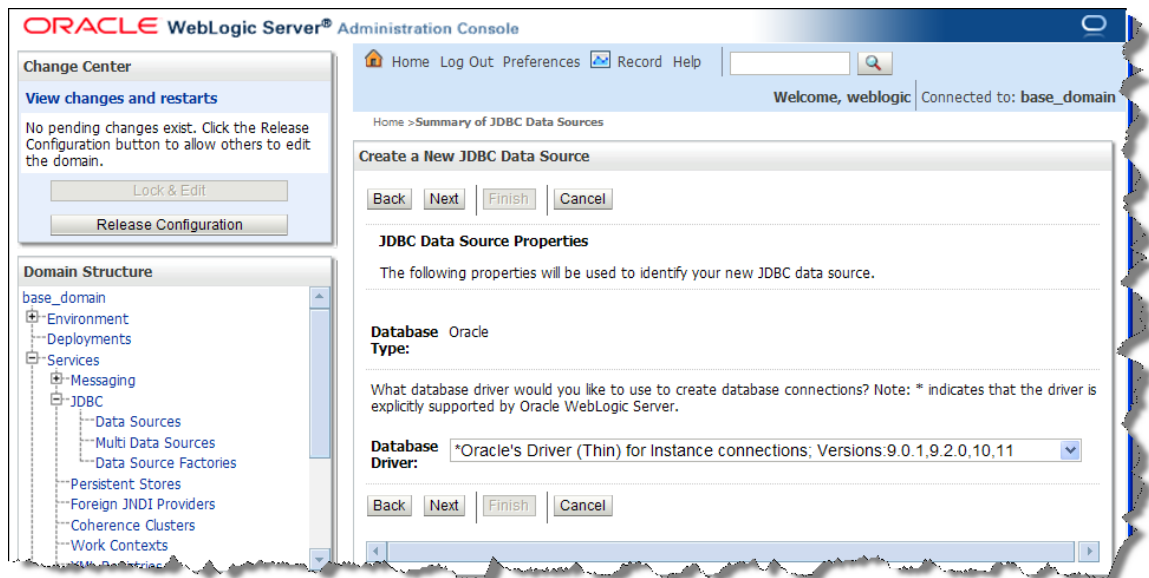 ORACLE WebLogic Server® Administration Console
Change Center
View changes and restarts
No pending changes exist. Click the Release
Configuration button to allow others to edit
the domain.
Lock & Edit
Release Configuration
Domain Structure
base_domain
Environment
Deployments
Services
Messaging
JDBC
Data Sources
Multi Data Sources
Data Source Factories
Persistent Stores
Foreign JNDI Providers
Coherence Clusters
Work Contexts
Home Log Out Preferences Record Help
Welcome, weblogic Connected to: base_domain
Home >Summary of JDBC Data Sources
Create a New JDBC Data Source
Back Next Finish Cancel
JDBC Data Source Properties
The following properties will be used to identify your new JDBC data source.
Database Oracle
Type:
What database driver would you like to use to create database connections? Note: * indicates that the driver is
explicitly supported by Oracle WebLogic Server.
Database *Oracle's Driver (Thin) for Instance connections; Versions:9.0.1,9.2.0,10,11
Driver:
Back Next Finish Cancel